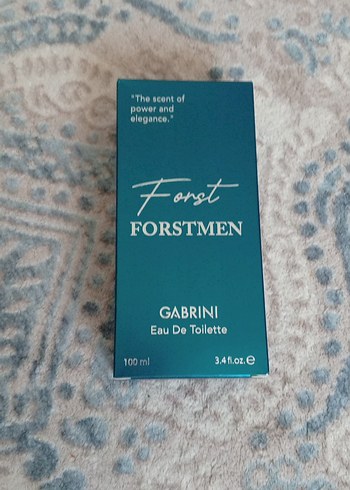 "The scent of
power and
elegance."
Forst
FORSTMEN
GABRINI
Eau De Toilette
100 ml 3.4 fl.oz. ℮